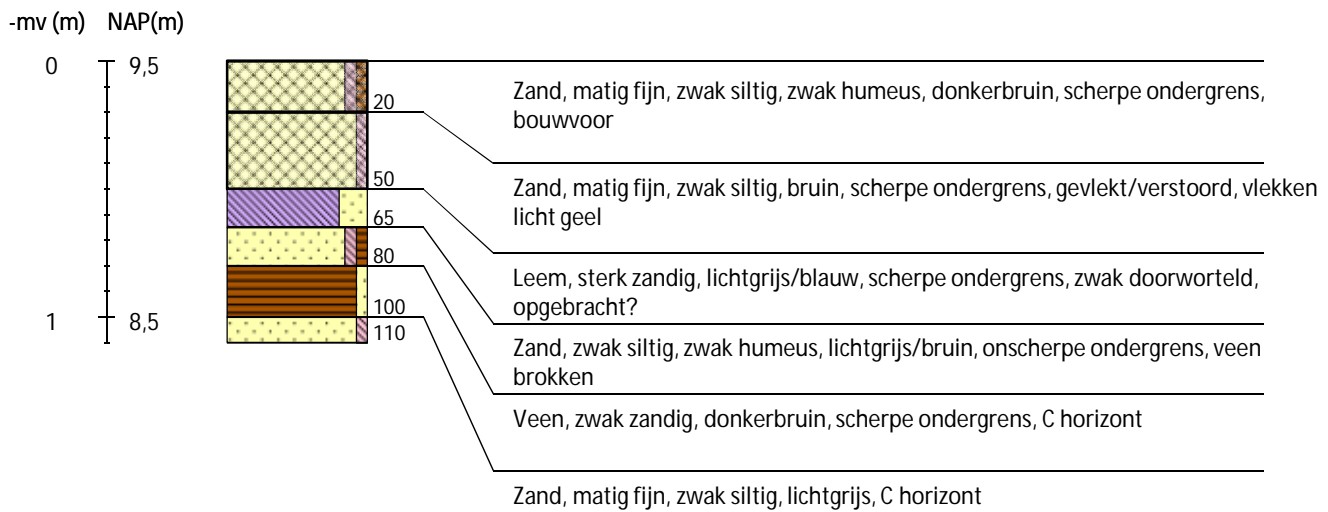 -mv (m) NAP(m)
0 9,5
20
Zand, matig fijn, zwak siltig, zwak humeus, donkerbruin, scherpe ondergrens,
bouwvoor
50
Zand, matig fijn, zwak siltig, bruin, scherpe ondergrens, gevlekt/verstoord, vlekken
licht geel
65
Leem, sterk zandig, lichtgrijs/blauw, scherpe ondergrens, zwak doorworteld,
opgebracht?
80
Zand, zwak siltig, zwak humeus, lichtgrijs/bruin, onscherpe ondergrens, veen
brokken
100
Veen, zwak zandig, donkerbruin, scherpe ondergrens, C horizont
1 8,5
110
Zand, matig fijn, zwak siltig, lichtgrijs, C horizont